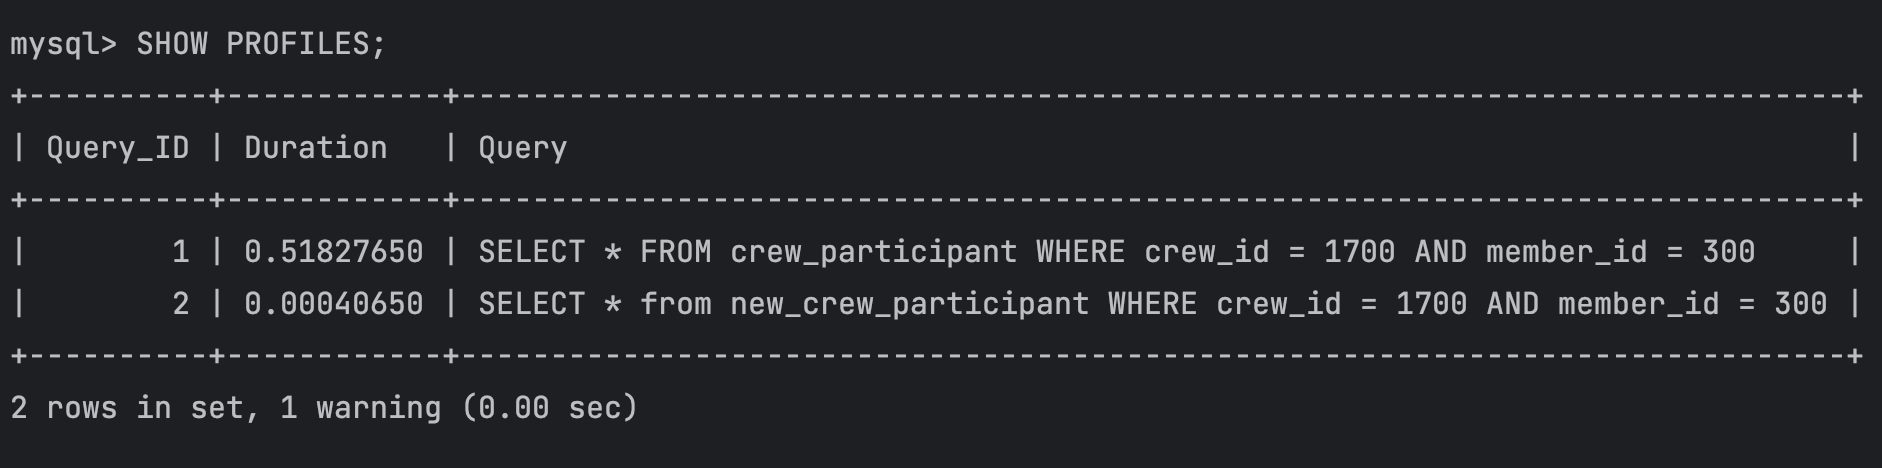 mysql> SHOW PROFILES;
+----------+------------+-----------------------------------------------------------------------------+
| Query_ID | Duration   | Query                                                                       |
+----------+------------+-----------------------------------------------------------------------------+
|        1 | 0.51827650 | SELECT * FROM crew_participant WHERE crew_id = 1700 AND member_id = 300     |
|        2 | 0.00040650 | SELECT * from new_crew_participant WHERE crew_id = 1700 AND member_id = 300 |
+----------+------------+-----------------------------------------------------------------------------+
2 rows in set, 1 warning (0.00 sec)